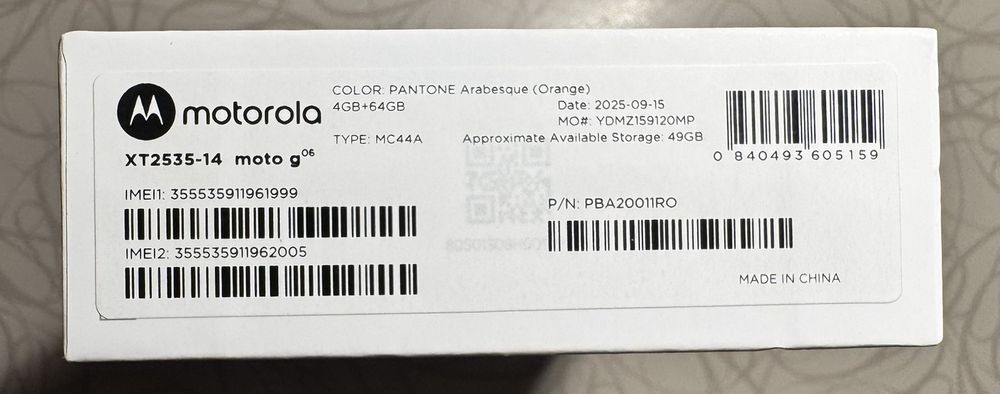 motorola
XT2535-14 moto g06
COLOR: PANTONE Arabesque (Orange)
4GB+64GB
Date: 2025-09-15
MO#: YDMZ159120MP
TYPE: MC44A
Approximate Available Storage: 49GB
0 840493 605159
IMEI1: 355535911961999
IMEI2: 355535911962005
P/N: PBA20011RO
MADE IN CHINA